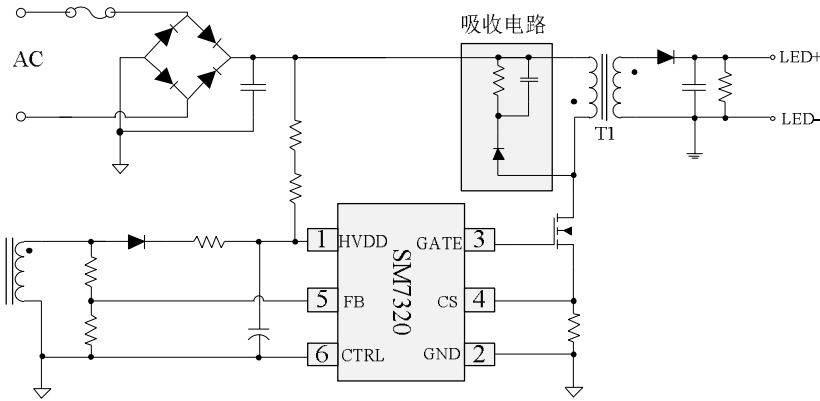 吸收电路
AC
LED+
LED-
T1
1 HVDD GATE 3
SM7320
5 FB CS 4
6 CTRL GND 2